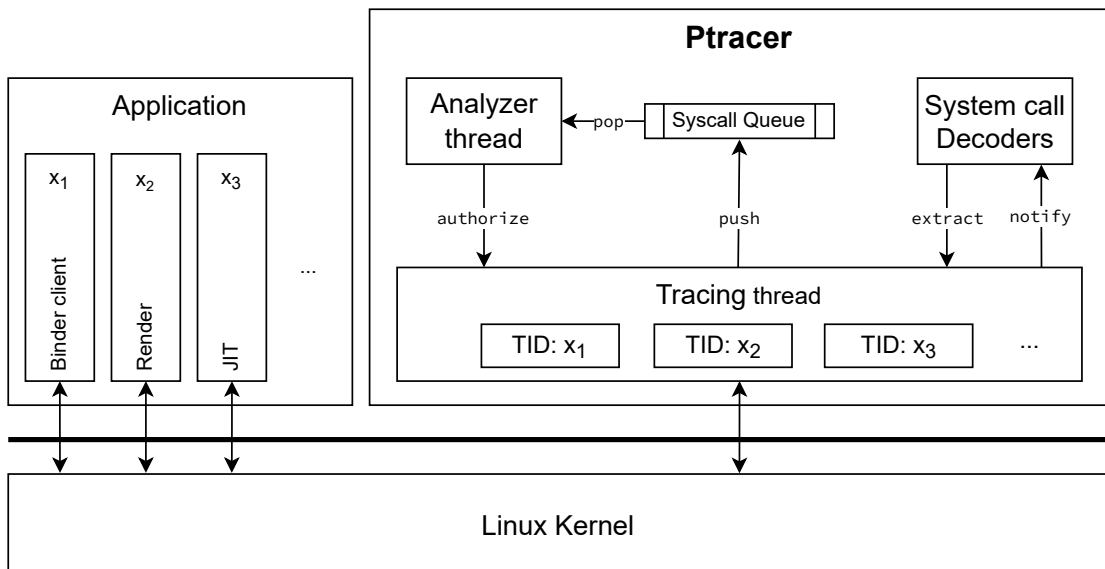 Ptracer
Application
x₁
x₂
x₃
Binder client
Render
JIT
...
Analyzer
thread
pop
Syscall Queue
System call
Decoders
authorize
push
extract
notify
Tracing thread
TID: x₁
TID: x₂
TID: x₃
...
Linux Kernel